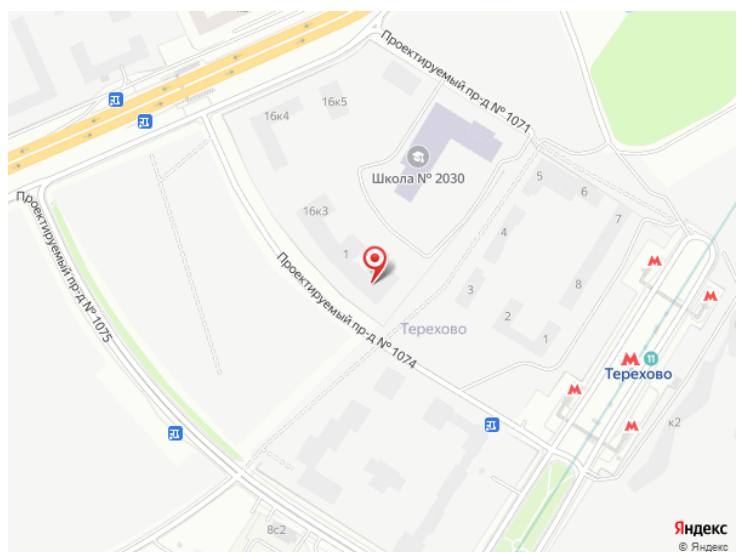 Проектируемый пр-д № 1071
16к5
16к4
Школа № 2030
5
6
7
16к3
4
1
8
3
2
1
Проектируемый пр-д № 1075
Проектируемый пр-д № 1074
Терехово
11
Терехово
к2
8с2
Яндекс
© Яндекс